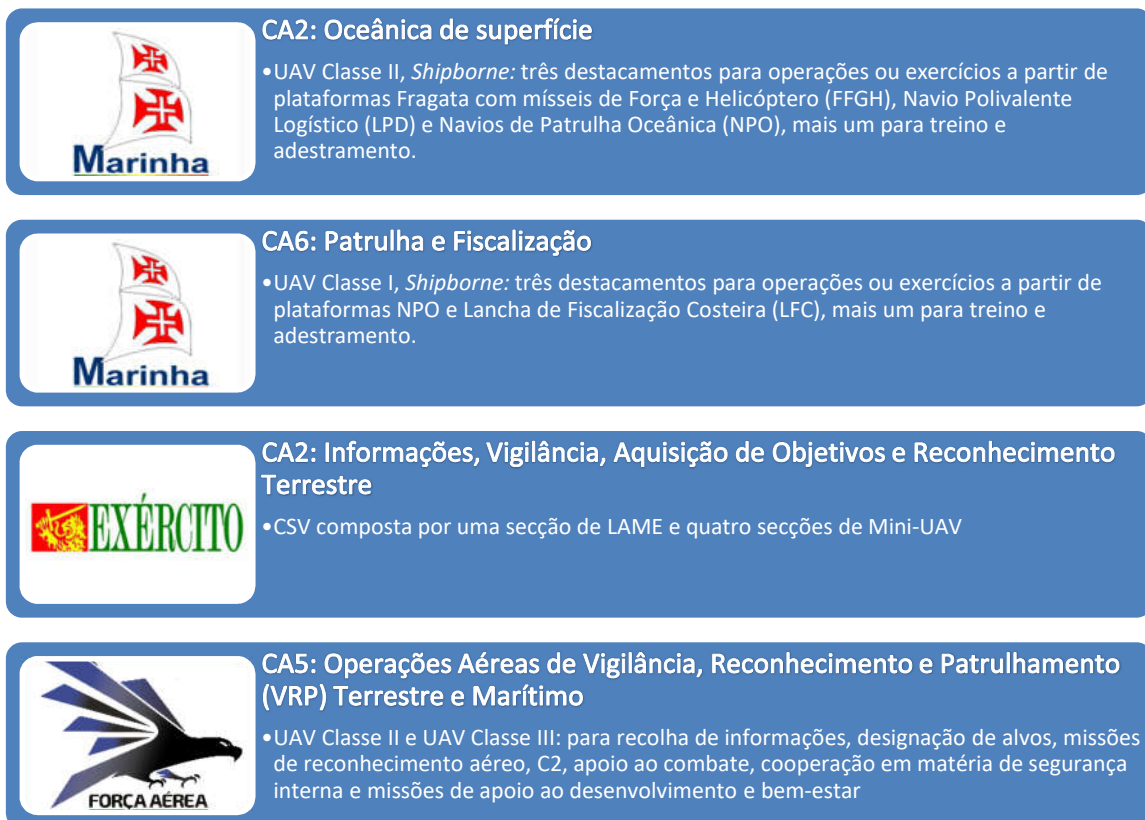 Marinha
CA2: Oceânica de superfície
•UAV Classe II, Shipborne: três destacamentos para operações ou exercícios a partir de
plataformas Fragata com mísseis de Força e Helicóptero (FFGH), Navio Polivalente
Logístico (LPD) e Navios de Patrulha Oceânica (NPO), mais um para treino e
adestramento.
Marinha
CA6: Patrulha e Fiscalização
•UAV Classe I, Shipborne: três destacamentos para operações ou exercícios a partir de
plataformas NPO e Lancha de Fiscalização Costeira (LFC), mais um para treino e
adestramento.
EXÉRCITO
CA2: Informações, Vigilância, Aquisição de Objetivos e Reconhecimento
Terrestre
•CSV composta por uma secção de LAME e quatro secções de Mini-UAV
FORÇA AÉREA
CA5: Operações Aéreas de Vigilância, Reconhecimento e Patrulhamento
(VRP) Terrestre e Marítimo
•UAV Classe II e UAV Classe III: para recolha de informações, designação de alvos, missões
de reconhecimento aéreo, C2, apoio ao combate, cooperação em matéria de segurança
interna e missões de apoio ao desenvolvimento e bem-estar